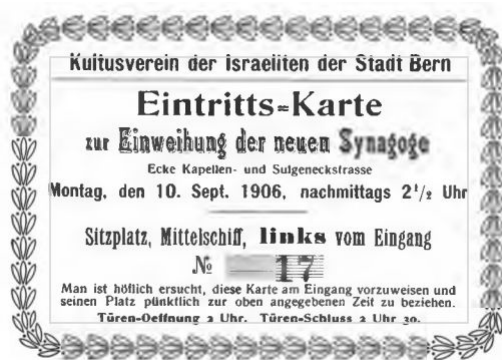 Kultusverein der Israeliten der Stadt Bern
Eintritts=Karte
zur Einweihung der neuen Synagoge
Ecke Kapellen- und Sulgeneckstrasse
Montag, den 10. Sept. 1906, nachmittags 2¹/₂ Uhr
Sitzplatz, Mittelschiff, links vom Eingang
№ 17
Man ist höflich ersucht, diese Karte am Eingang vorzuweisen und
seinen Platz pünktlich zur oben angegebenen Zeit zu beziehen.
Türen-Oeffnung 2 Uhr. Türen-Schluss 2 Uhr 30.